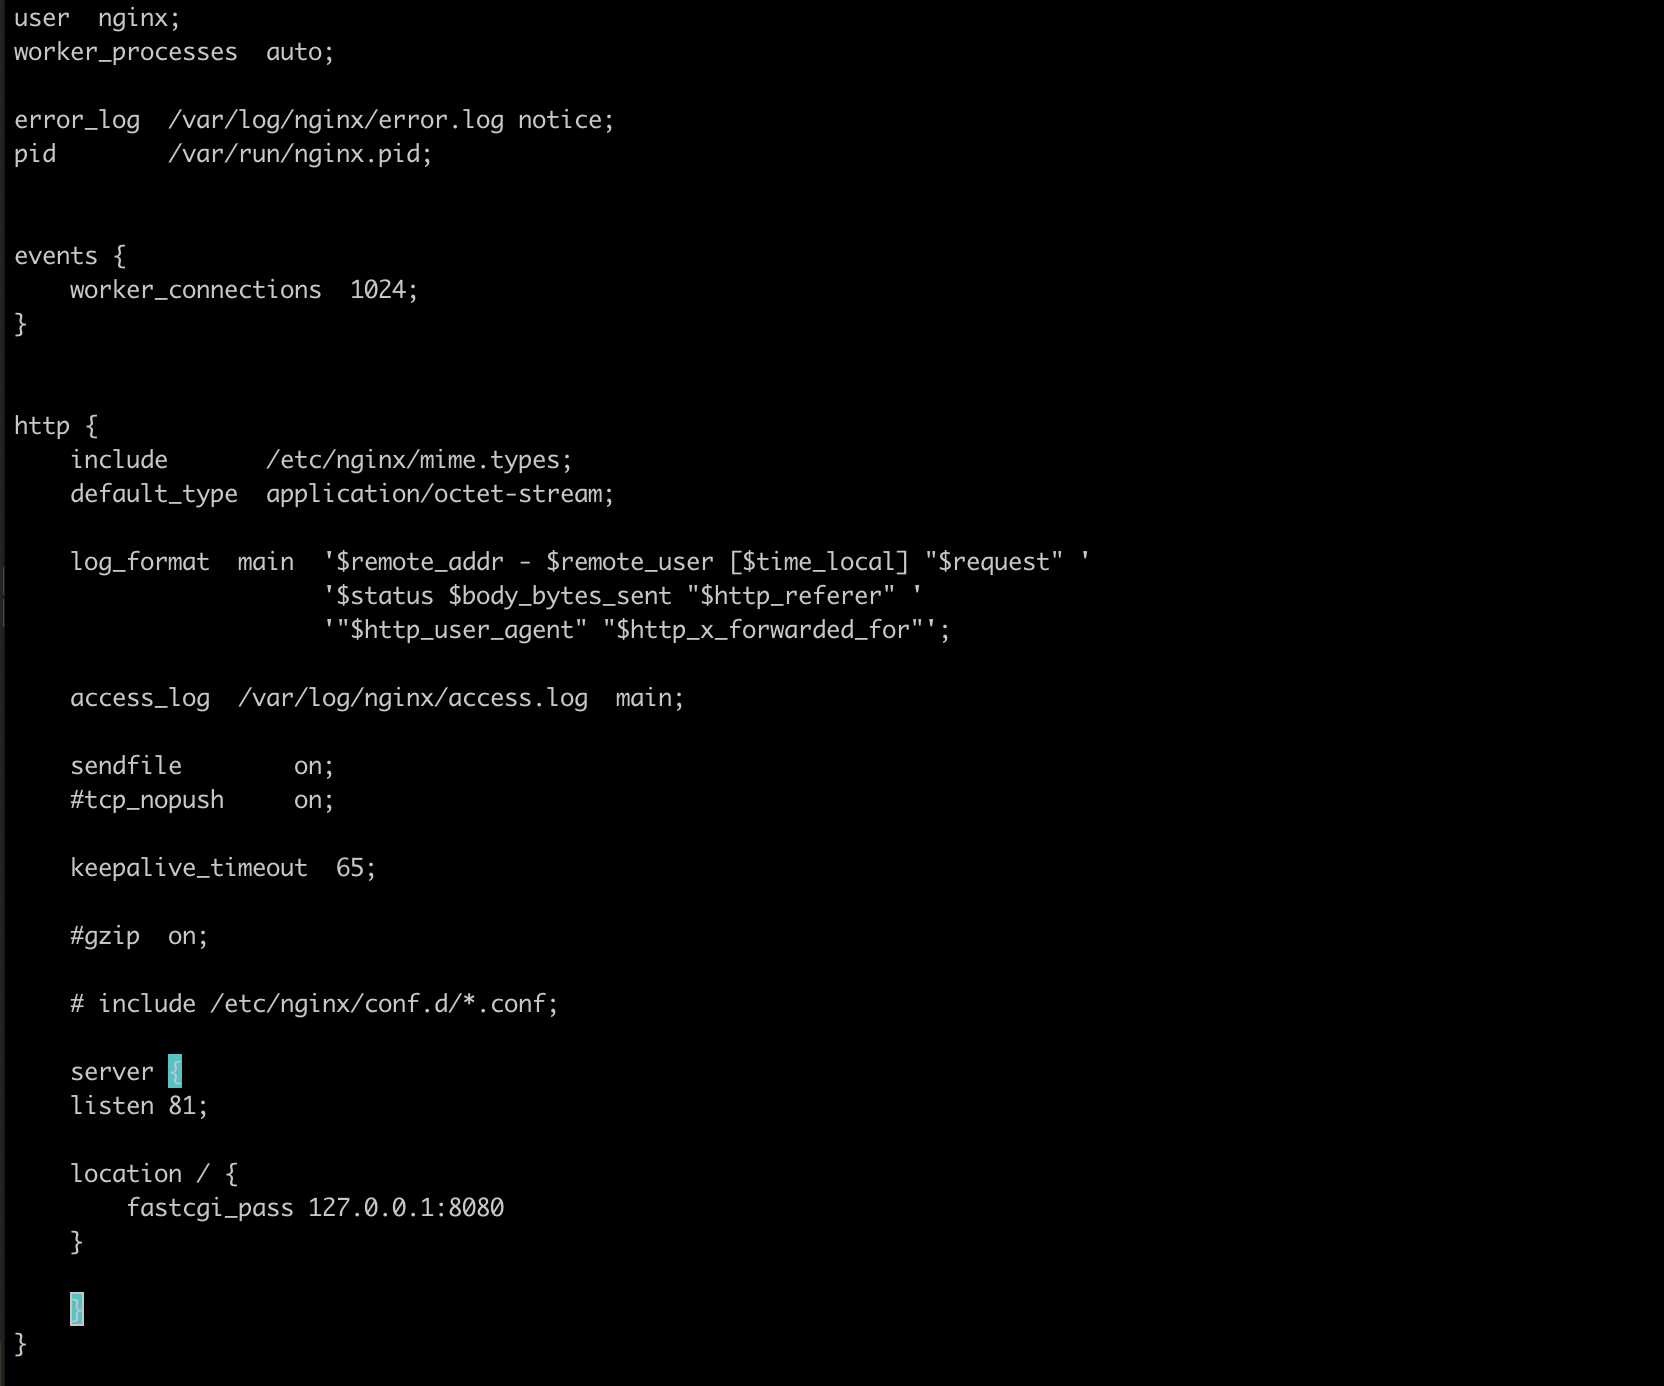 user  nginx;
worker_processes  auto;

error_log  /var/log/nginx/error.log notice;
pid        /var/run/nginx.pid;


events {
    worker_connections  1024;
}


http {
    include       /etc/nginx/mime.types;
    default_type  application/octet-stream;

    log_format  main  '$remote_addr - $remote_user [$time_local] "$request" '
                      '$status $body_bytes_sent "$http_referer" '
                      '"$http_user_agent" "$http_x_forwarded_for"';

    access_log  /var/log/nginx/access.log  main;

    sendfile        on;
    #tcp_nopush     on;

    keepalive_timeout  65;

    #gzip  on;

    # include /etc/nginx/conf.d/*.conf;

    server {
    listen 81;

    location / {
        fastcgi_pass 127.0.0.1:8080
    }

    }
}